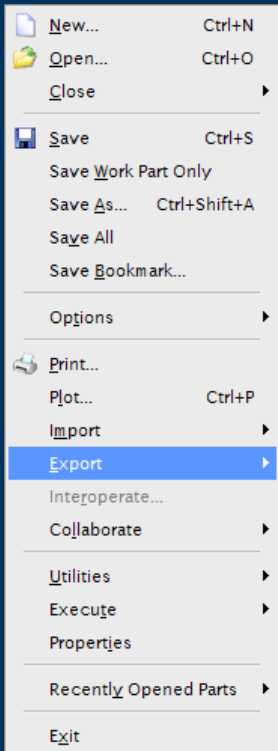 New... Ctrl+N
Open... Ctrl+O
Close
Save Ctrl+S
Save Work Part Only
Save As... Ctrl+Shift+A
Save All
Save Bookmark...
Options
Print...
Plot... Ctrl+P
Import
Export
Interoperate...
Collaborate
Utilities
Execute
Properties
Recently Opened Parts
Exit